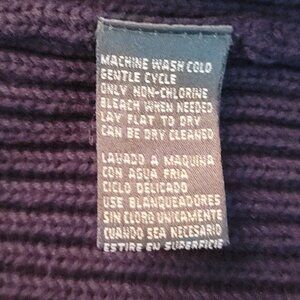 MACHINE WASH COLD
GENTLE CYCLE
ONLY NON-CHLORINE
BLEACH WHEN NEEDED
LAY FLAT TO DRY
CAN BE DRY CLEANED
LAVADO A MAQUINA
CON AGUA FRIA
CICLO DELICADO
USE BLANQUEADORES
SIN CLORO UNICAMENTE
CUANDO SEA NECESARIO
ESTIRE EN SUPERFICIE